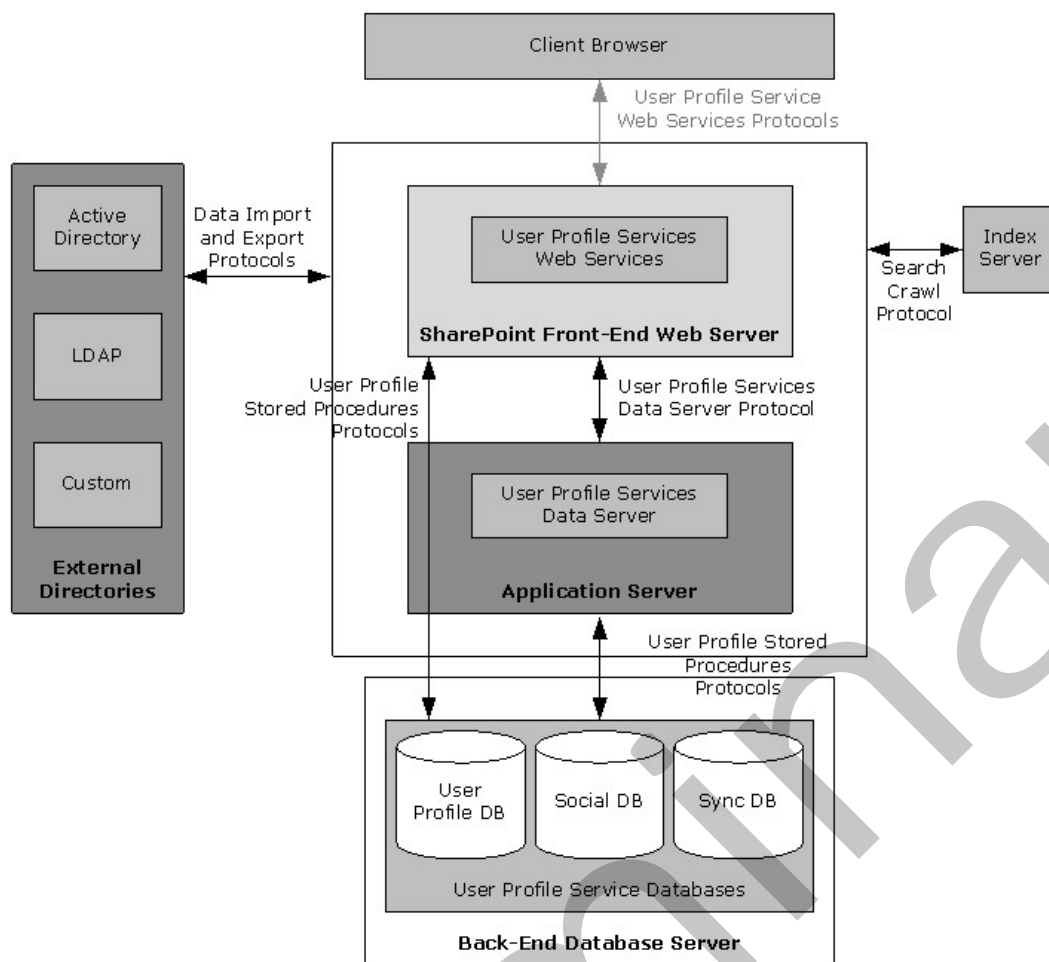 Client Browser
User Profile Service
Web Services Protocols
Active
Directory
LDAP
Custom
External
Directories
Data Import
and Export
Protocols
User Profile Services
Web Services
SharePoint Front-End Web Server
Index
Server
Search
Crawl
Protocol
User Profile
Stored Procedures
Protocols
User Profile Services
Data Server Protocol
User Profile Services
Data Server
Application Server
User Profile Stored
Procedures
Protocols
User
Profile DB
Social DB
Sync DB
User Profile Service Databases
Back-End Database Server